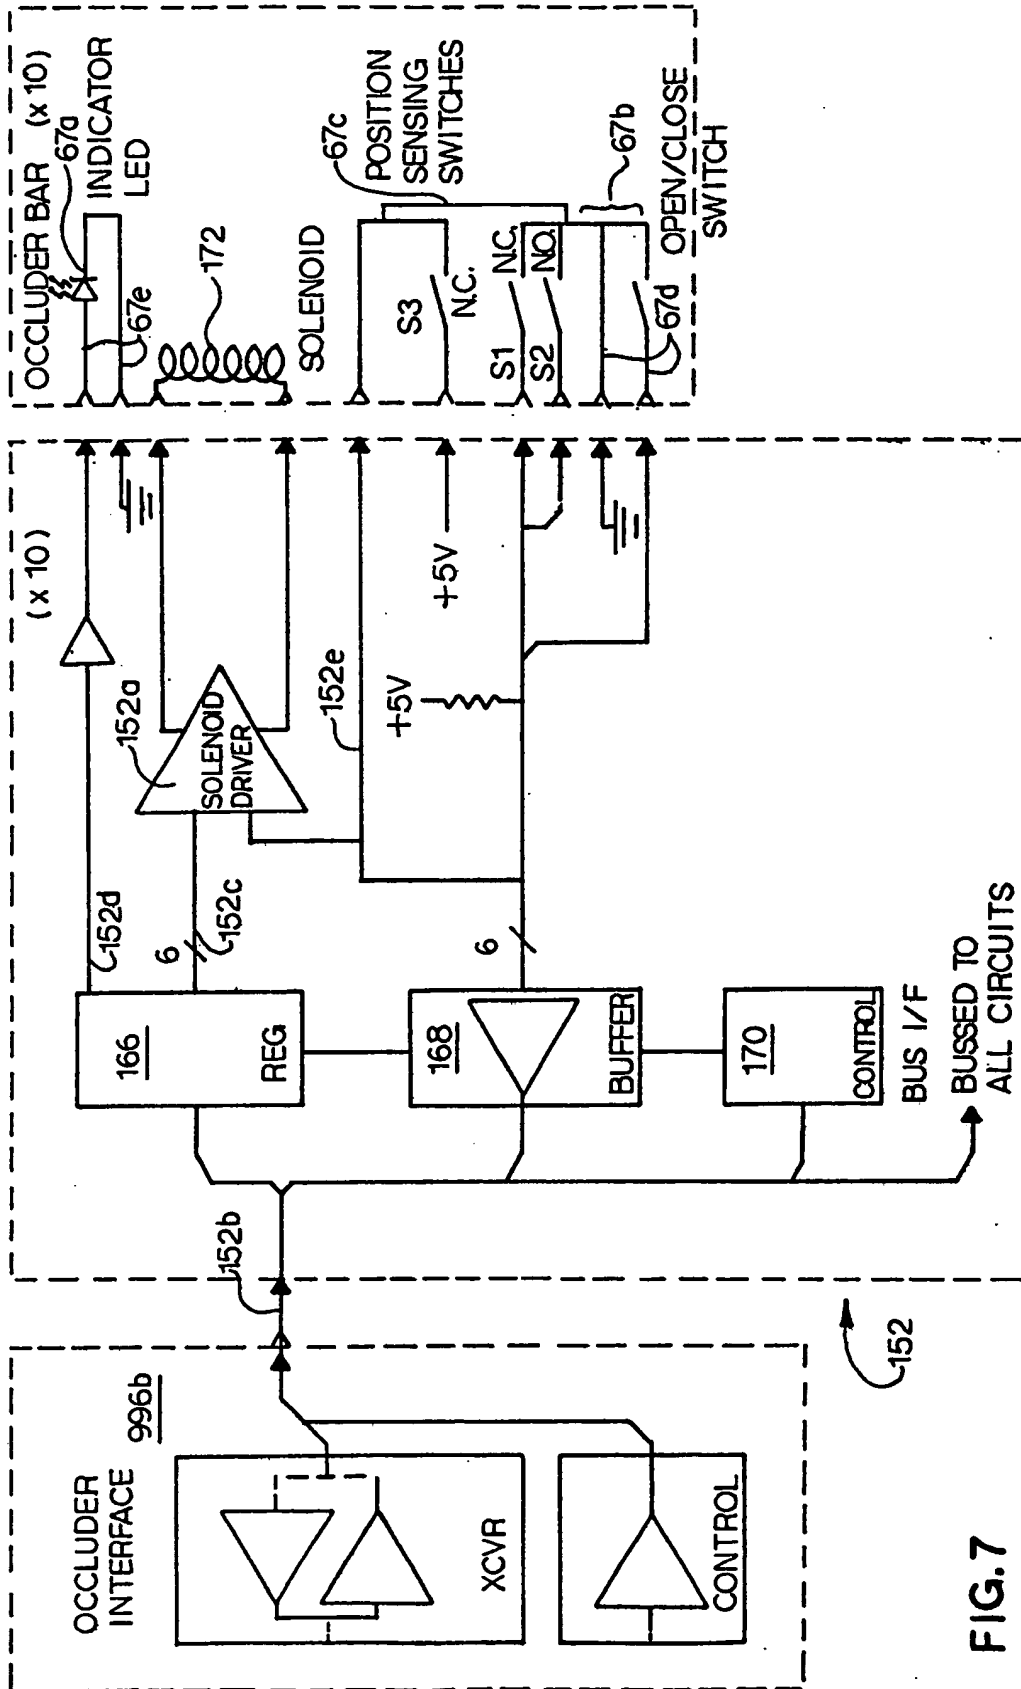 OCCLUDER
INTERFACE
996b
XCVR
CONTROL
152b
152
(x 10)
166
REG
152d
6
152c
152a
SOLENOID
DRIVER
152e
168
BUFFER
6
+5V
+5V
170
CONTROL
BUS I/F
BUSSED TO
ALL CIRCUITS
OCCLUDER BAR (x 10)
67a
INDICATOR
LED
67e
172
SOLENOID
67c
POSITION
SENSING
SWITCHES
S3
N.C.
S1
N.C.
S2
N.O.
67b
67d
OPEN/CLOSE
SWITCH
FIG. 7